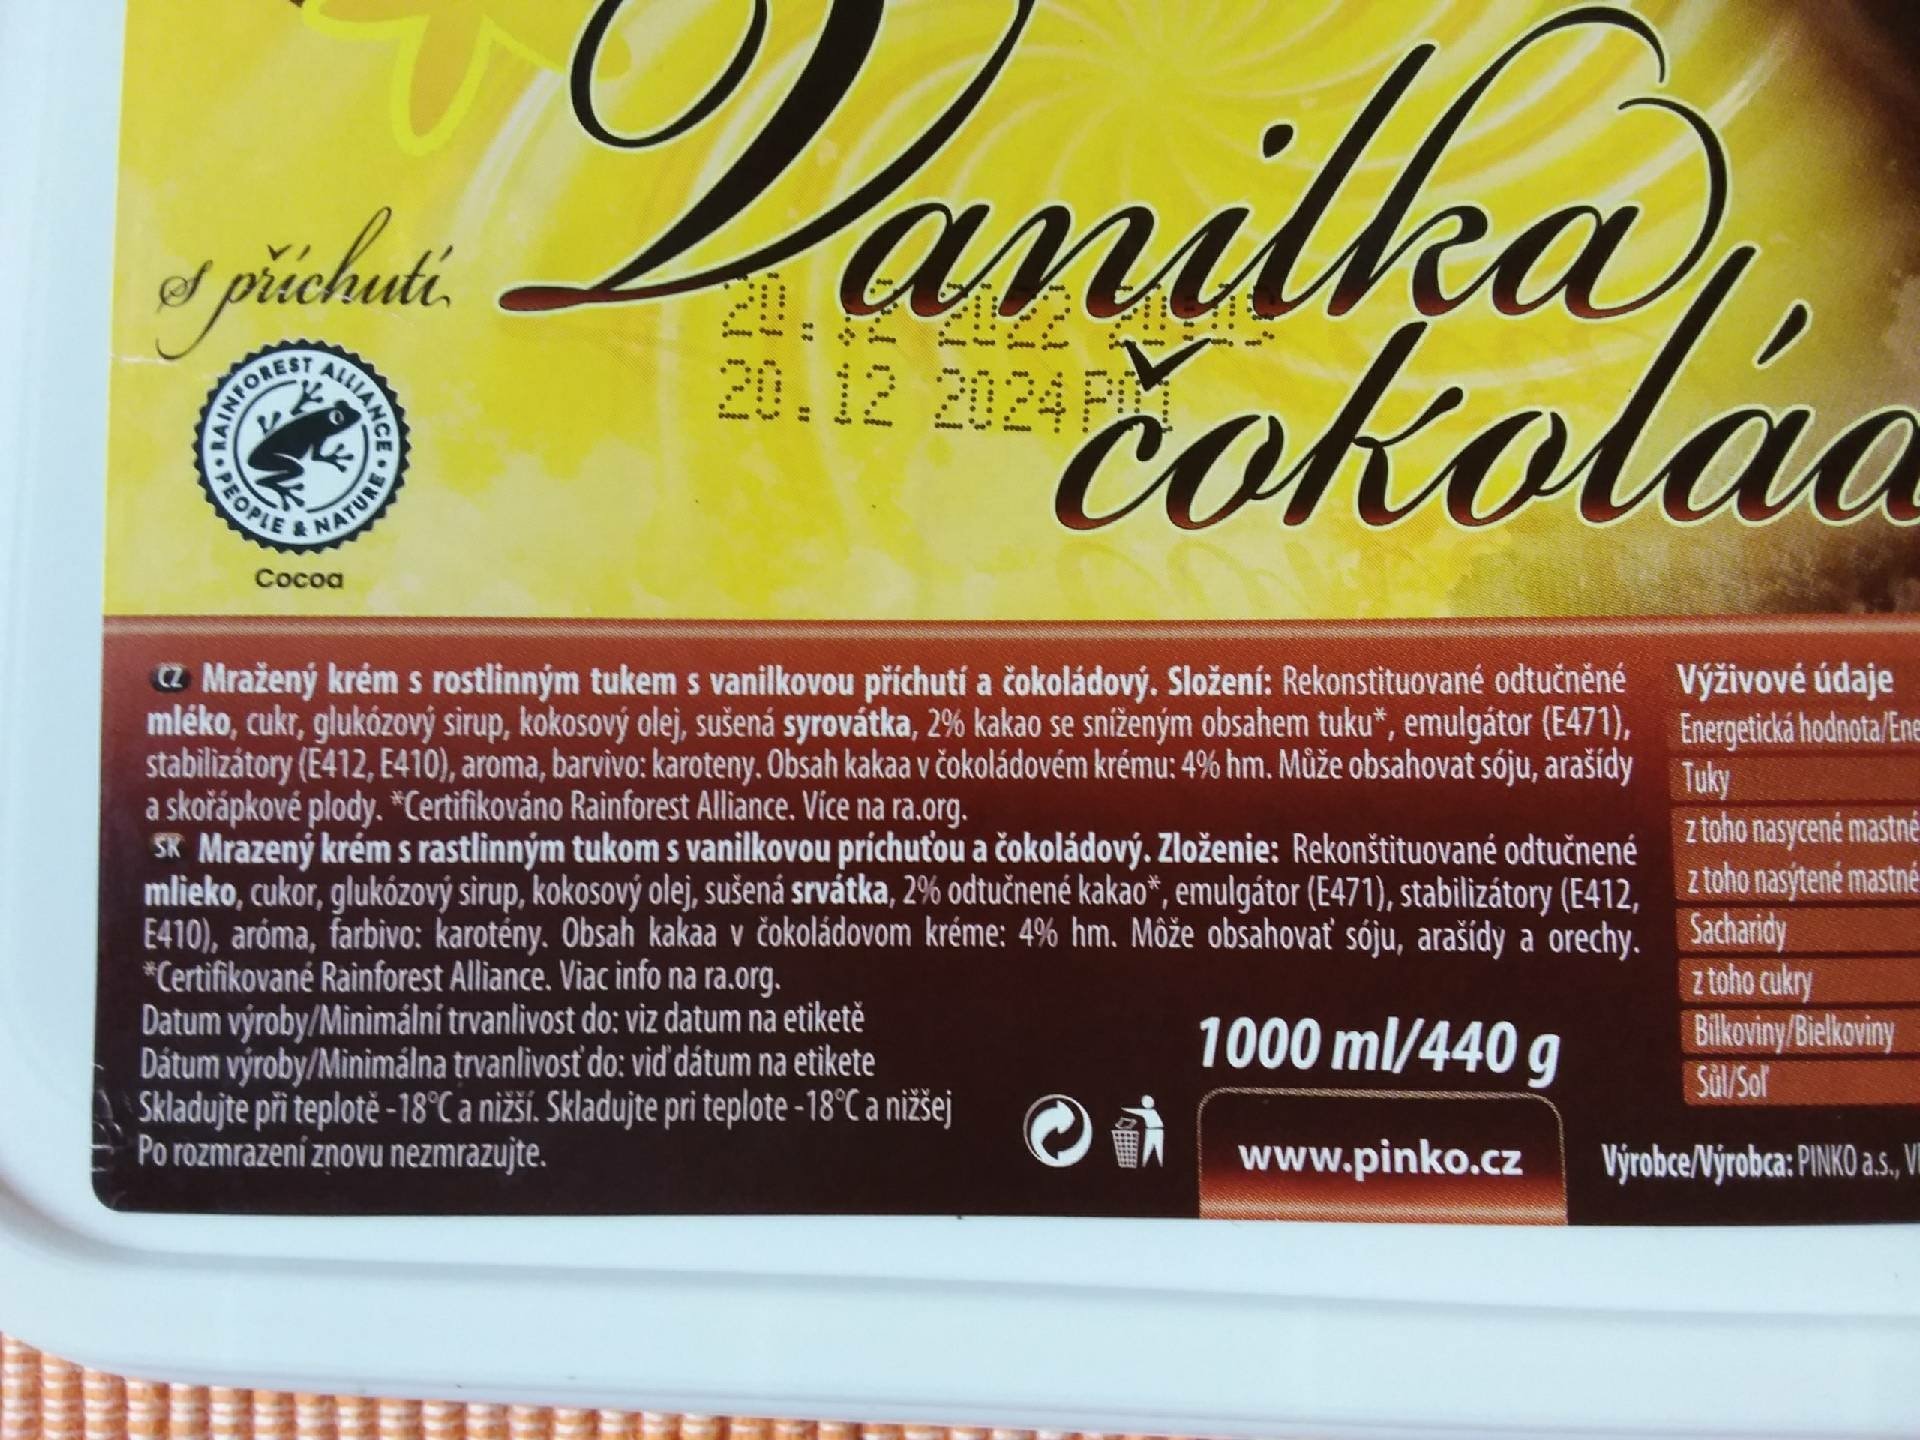 Vanilka
s příchutí
20.12 2022 20:05
20.12 2024 PM
RAINFOREST ALLIANCE
PEOPLE & NATURE
Cocoa
CZ Mražený krém s rostlinným tukem s vanilkovou příchutí a čokoládový. Složení: Rekonstituované odtučněné
mléko, cukr, glukózový sirup, kokosový olej, sušená syrovátka, 2% kakao se sníženým obsahem tuku*, emulgátor (E471),
stabilizátory (E412, E410), aroma, barvivo: karoteny. Obsah kakaa v čokoládovém krému: 4% hm. Může obsahovat sóju, arašídy
a skořápkové plody. *Certifikováno Rainforest Alliance. Více na ra.org.
SK Mrazený krém s rastlinným tukom s vanilkovou príchuťou a čokoládový. Zloženie: Rekonštituované odtučnené
mlieko, cukor, glukózový sirup, kokosový olej, sušená srvátka, 2% odtučnené kakao*, emulgátor (E471), stabilizátory (E412,
E410), aróma, farbivo: karotény. Obsah kakaa v čokoládovom kréme: 4% hm. Môže obsahovať sóju, arašídy a orechy.
*Certifikované Rainforest Alliance. Viac info na ra.org.
Datum výroby/Minimální trvanlivost do: viz datum na etiketě
Dátum výroby/Minimálna trvanlivosť do: viď dátum na etikete
Skladujte při teplotě -18°C a nižší. Skladujte pri teplote -18°C a nižšej
Po rozmrazení znovu nezmrazujte.
1000 ml/440 g
www.pinko.cz
Výživové údaje
Energetická hodnota/
Tuky
z toho nasycené mastné
z toho nasýtené mastné
Sacharidy
z toho cukry
Bílkoviny/Bielkoviny
Sůl/Soľ
Výrobce/Výrobca: PINKO a.s.,